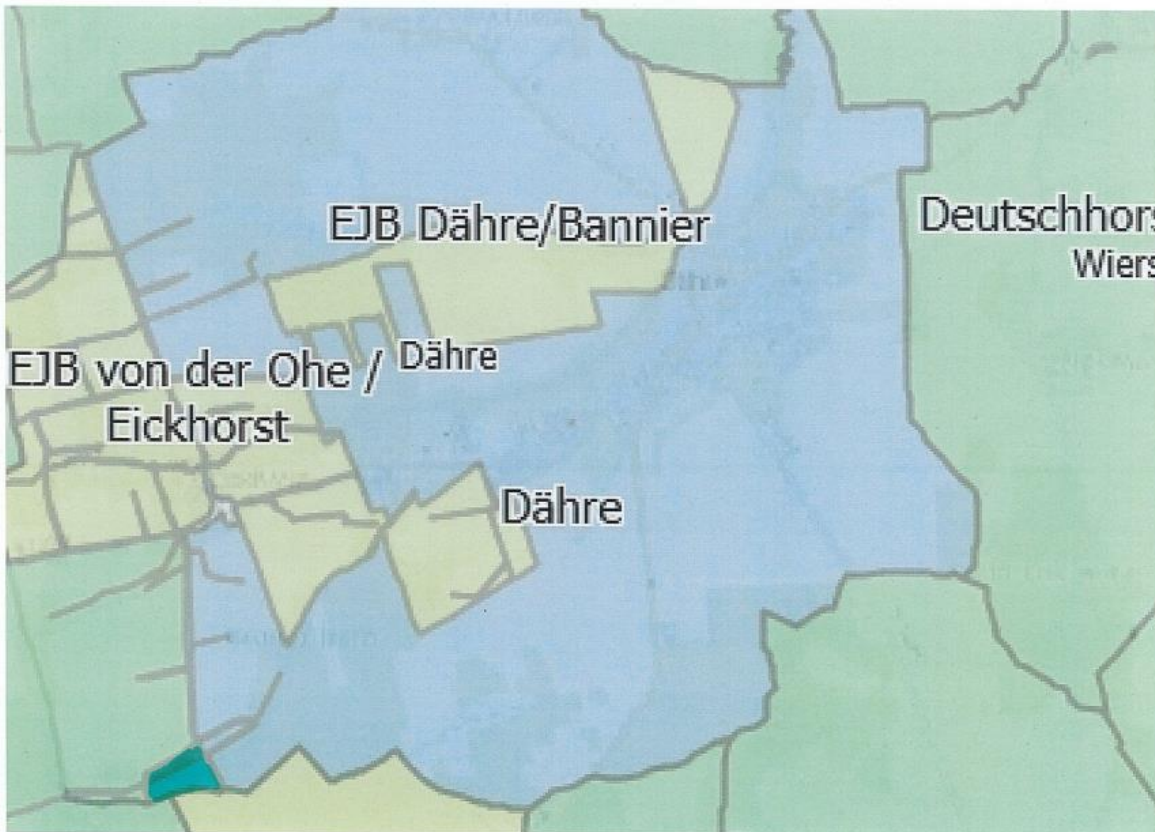 EJB Dähre/Bannier
Deutschhors
Wiers
EJB von der Ohe /
Eickhorst
Dähre
Dähre